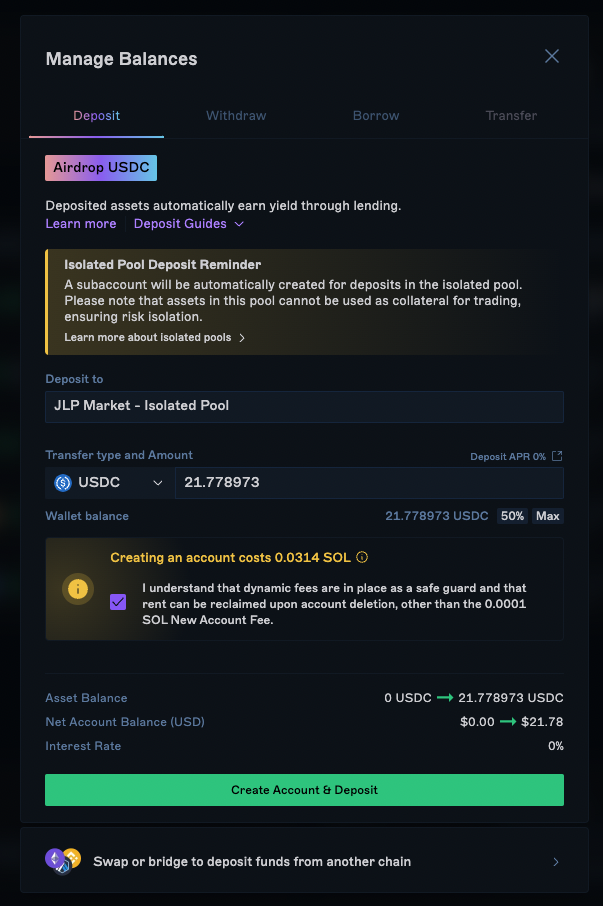 Manage Balances
Deposit
Withdraw
Borrow
Transfer
Airdrop USDC
Deposited assets automatically earn yield through lending.
Learn more
Deposit Guides
Isolated Pool Deposit Reminder
A subaccount will be automatically created for deposits in the isolated pool.
Please note that assets in this pool cannot be used as collateral for trading,
ensuring risk isolation.
Learn more about isolated pools
Deposit to
JLP Market - Isolated Pool
Transfer type and Amount
Deposit APR 0%
USDC
21.778973
Wallet balance
21.778973 USDC
50%
Max
Creating an account costs 0.0314 SOL
I understand that dynamic fees are in place as a safe guard and that
rent can be reclaimed upon account deletion, other than the 0.0001
SOL New Account Fee.
Asset Balance
0 USDC → 21.778973 USDC
Net Account Balance (USD)
$0.00 → $21.78
Interest Rate
0%
Create Account & Deposit
Swap or bridge to deposit funds from another chain